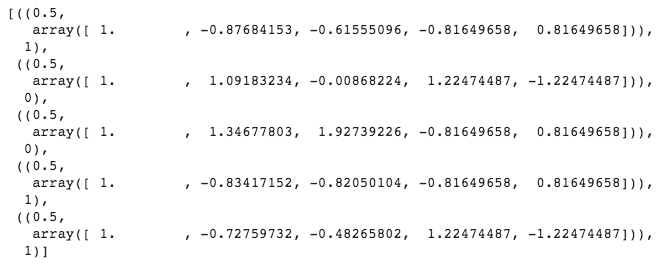 [((0.5,
   array([ 1.        , -0.87684153, -0.61555096, -0.81649658,  0.81649658])),
  1),
 ((0.5,
   array([ 1.        ,  1.09183234, -0.00868224,  1.22474487, -1.22474487])),
  0),
 ((0.5,
   array([ 1.        ,  1.34677803,  1.92739226, -0.81649658,  0.81649658])),
  0),
 ((0.5,
   array([ 1.        , -0.83417152, -0.82050104, -0.81649658,  0.81649658])),
  1),
 ((0.5,
   array([ 1.        , -0.72759732, -0.48265802,  1.22474487, -1.22474487])),
  1)]